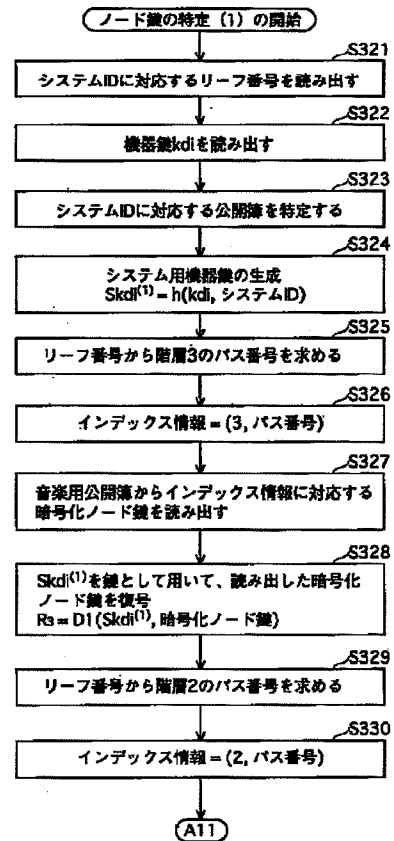 ノード鍵の特定(1)の開始
S321
システムIDに対応するリーフ番号を読み出す
S322
機器鍵kdiを読み出す
S323
システムIDに対応する公開簿を特定する
S324
システム用機器鍵の生成
Skdi(1)=h(kdi, システムID)
S325
リーフ番号から階層3のパス番号を求める
S326
インデックス情報=(3, パス番号)
S327
音楽用公開簿からインデックス情報に対応する
暗号化ノード鍵を読み出す
S328
Skdi(1)を鍵として用いて、読み出した暗号化
ノード鍵を復号
R3=D1(Skdi(1), 暗号化ノード鍵)
S329
リーフ番号から階層2のパス番号を求める
S330
インデックス情報=(2, パス番号)
A11